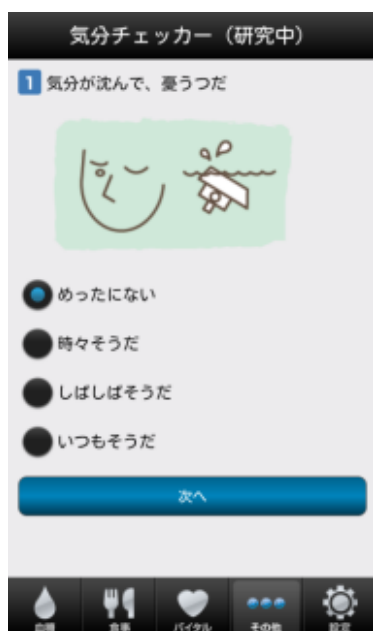 気分チェッカー（研究中）
1 気分が沈んで、憂うつだ
めったにない
時々そうだ
しばしばそうだ
いつもそうだ
次へ
血糖 食事 バイタル その他 設定